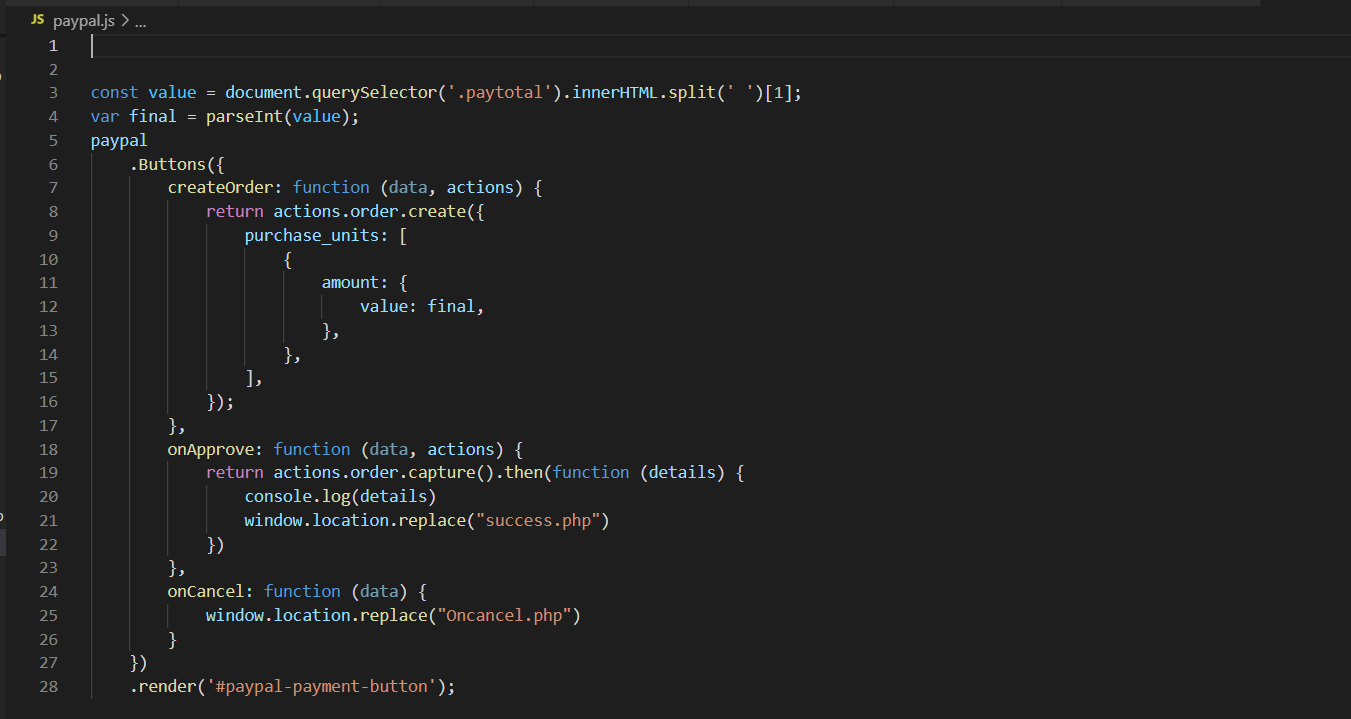 JS paypal.js > ...
1
2
3 const value = document.querySelector('.paytotal').innerHTML.split(' ')[1];
4 var final = parseInt(value);
5 paypal
6 .Buttons({
7 createOrder: function (data, actions) {
8 return actions.order.create({
9 purchase_units: [
10 {
11 amount: {
12 value: final,
13 },
14 },
15 ],
16 });
17 },
18 onApprove: function (data, actions) {
19 return actions.order.capture().then(function (details) {
20 console.log(details)
21 window.location.replace("success.php")
22 })
23 },
24 onCancel: function (data) {
25 window.location.replace("Oncancel.php")
26 }
27 })
28 .render('#paypal-payment-button');